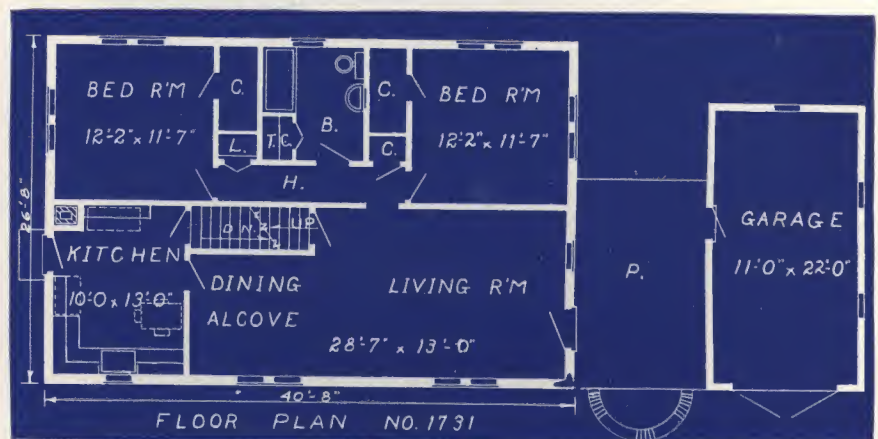 BED R'M
12'-2" x 11'-7"
C.
L.
T.C.
B.
C.
C.
BED R'M
12'-2" x 11'-7"
H.
26'-8"
KITCHEN
10'-0 x 13'-0"
DN.
UP
DINING
ALCOVE
LIVING R'M
28'-7" x 13'-0"
P.
GARAGE
11'-0" x 22'-0"
40'-8"
FLOOR PLAN NO. 1731